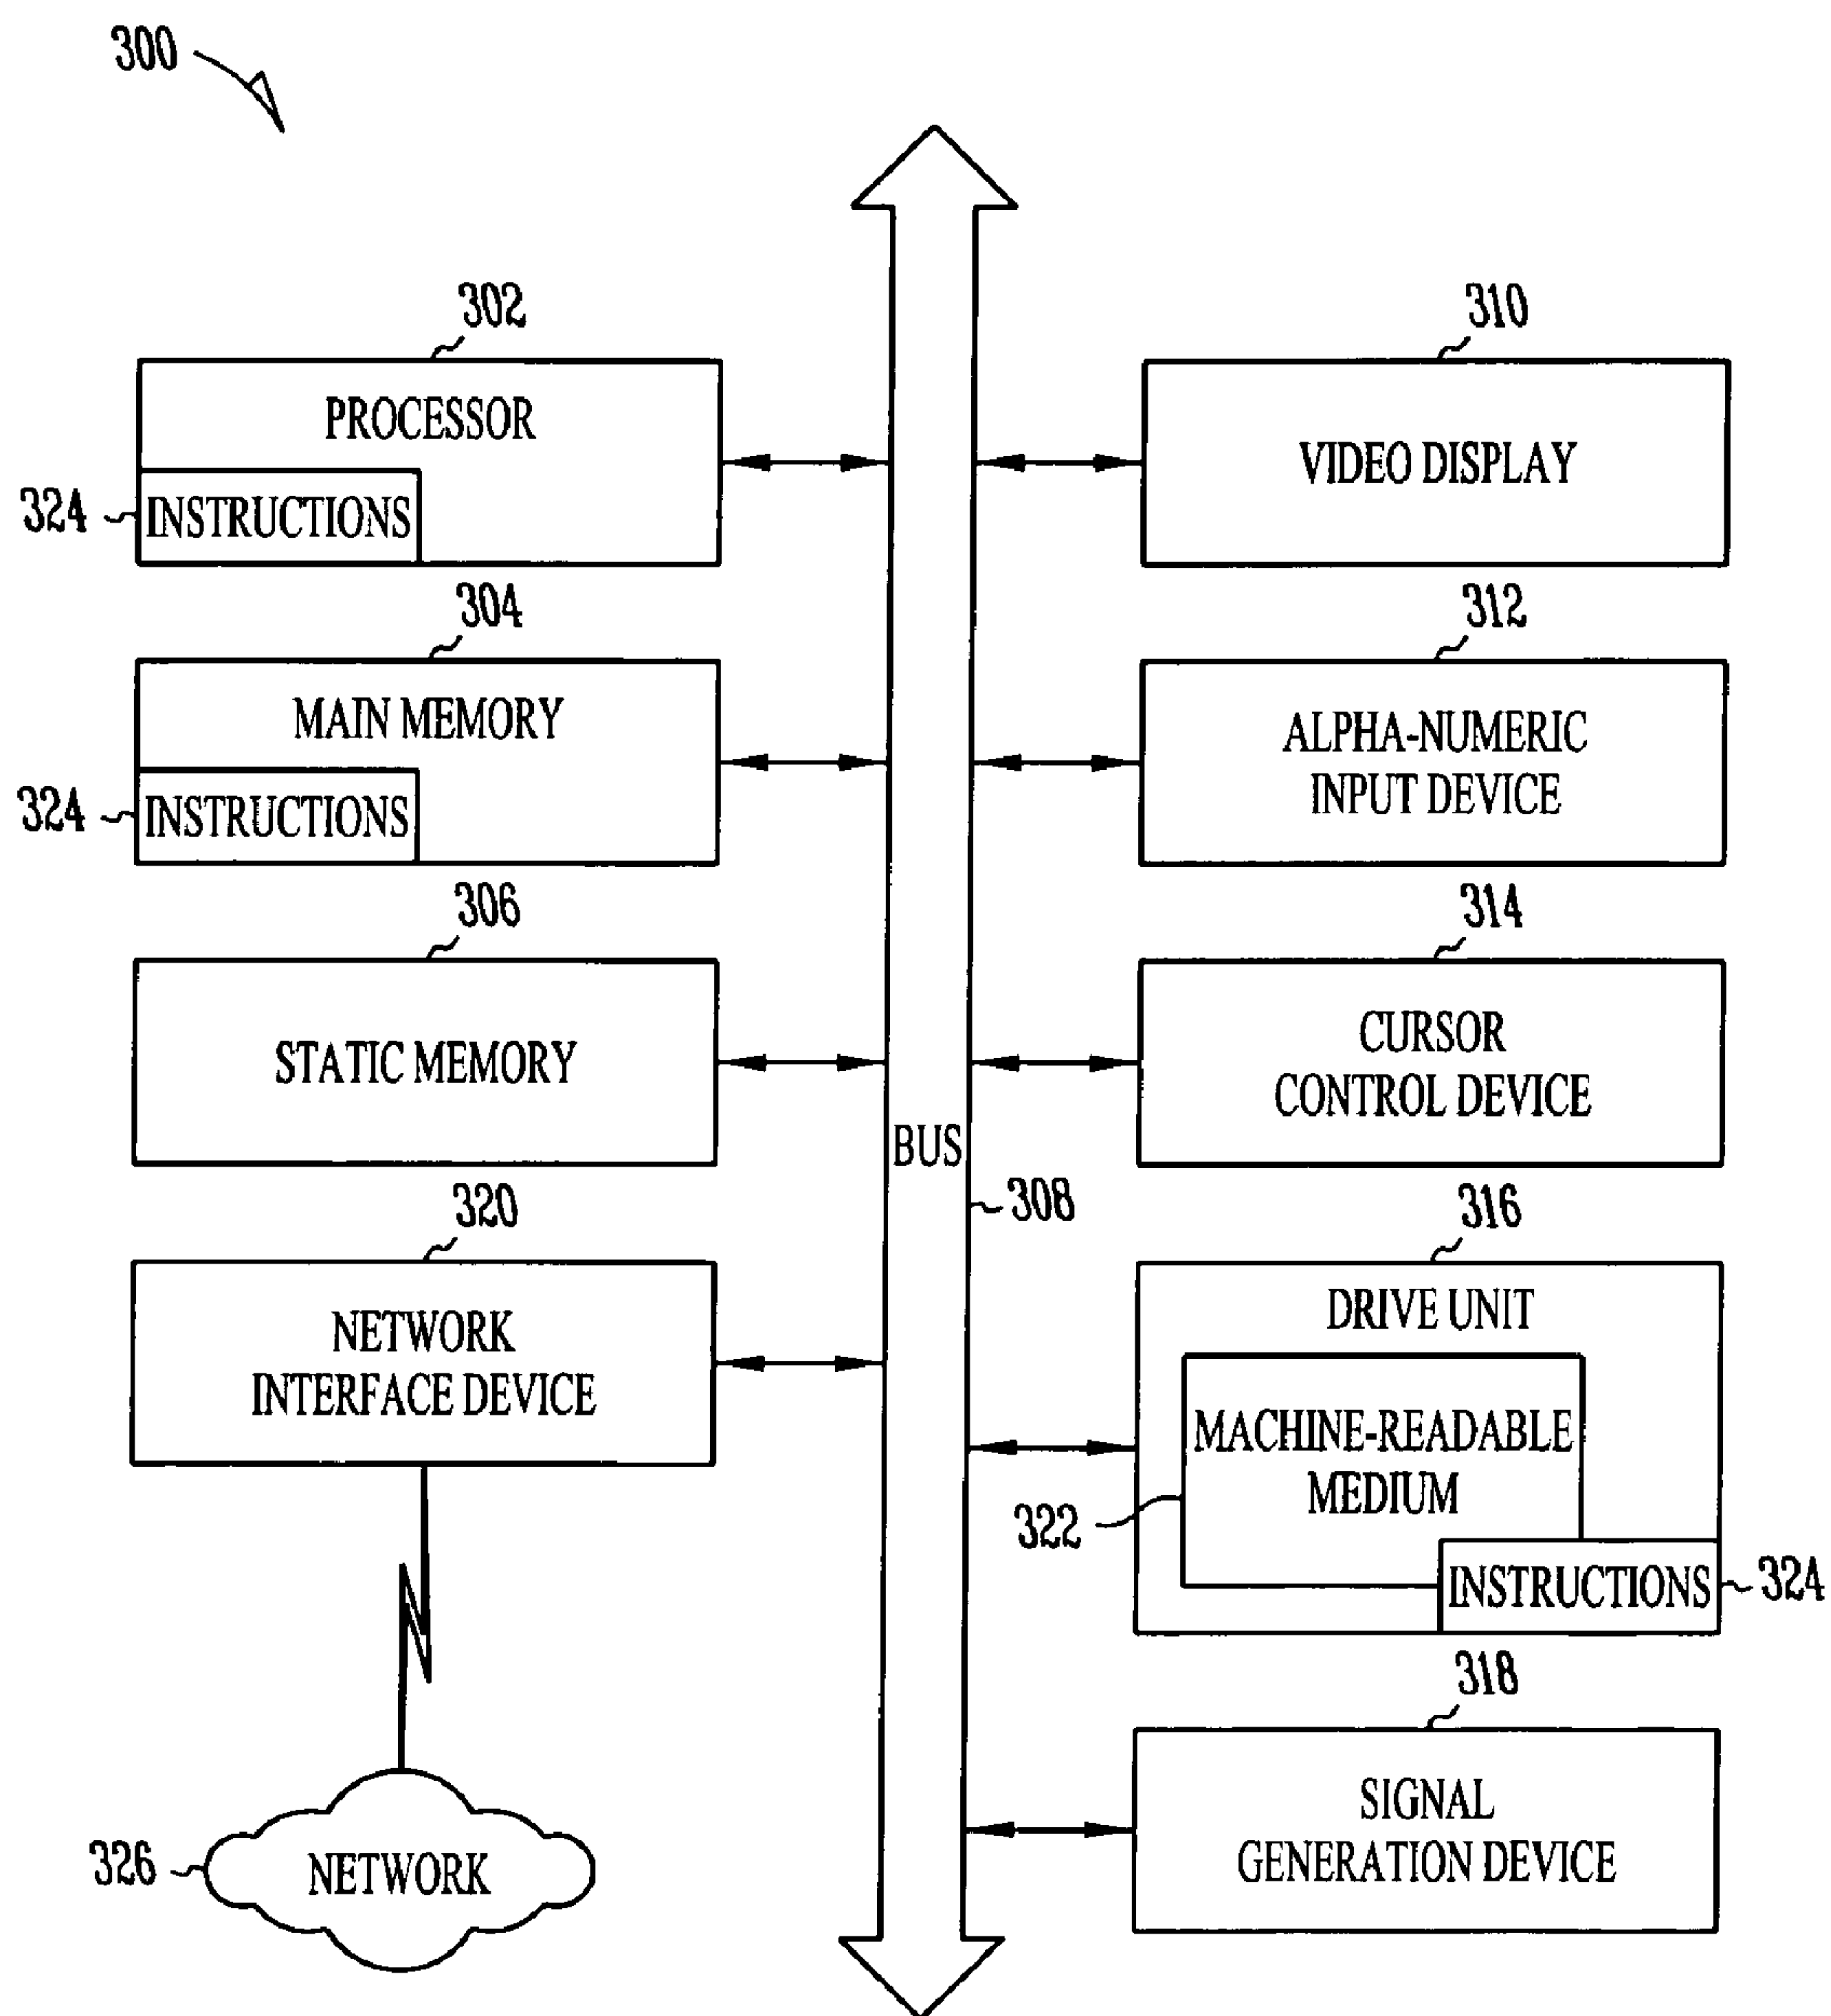 300
302
PROCESSOR
324
INSTRUCTIONS
304
MAIN MEMORY
324
INSTRUCTIONS
306
STATIC MEMORY
320
NETWORK
INTERFACE DEVICE
326
NETWORK
BUS
308
310
VIDEO DISPLAY
312
ALPHA-NUMERIC
INPUT DEVICE
314
CURSOR
CONTROL DEVICE
316
DRIVE UNIT
MACHINE-READABLE
MEDIUM
322
INSTRUCTIONS
324
318
SIGNAL
GENERATION DEVICE